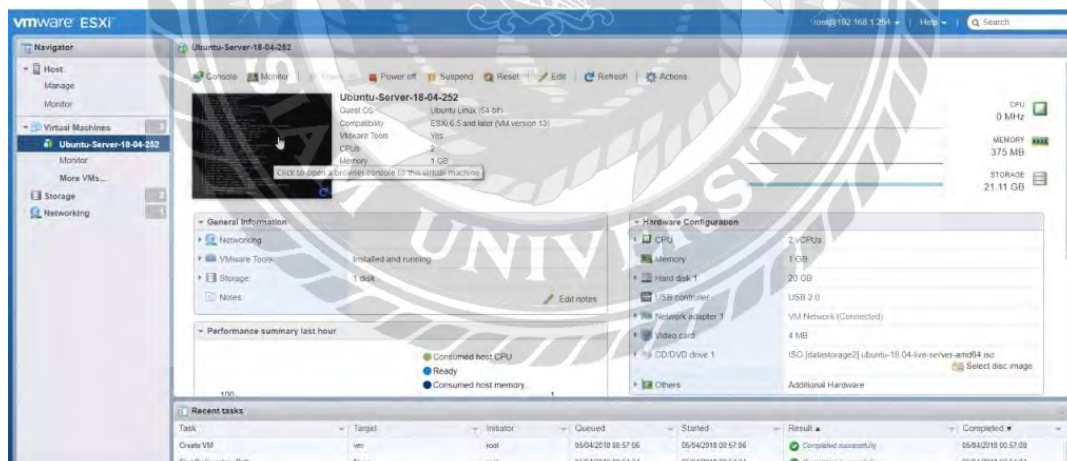 vmware ESXi
root@192.168.1.254
Help
Search
Navigator
Host
Manage
Monitor
Virtual Machines
3
Ubuntu-Server-18-04-252
Monitor
More VMs...
Storage
2
Networking
1
Ubuntu-Server-18-04-252
Console
Monitor
Power off
Suspend
Reset
Edit
Refresh
Actions
Ubuntu-Server-18-04-252
Guest OS Ubuntu Linux (64-bit)
Compatibility ESXi 6.5 and later (VM version 13)
VMware Tools Yes
CPUs 2
Memory 1 GB
Click to open a browser console to this virtual machine
CPU
0 MHz
MEMORY
375 MB
STORAGE
21.11 GB
General Information
Networking
VMware Tools Installed and running
Storage 1 disk
Notes Edit notes
Performance summary last hour
Consumed host CPU
Ready
Consumed host memory
100
1
Hardware Configuration
CPU 2 vCPUs
Memory 1 GB
Hard disk 1 20 GB
USB controller USB 2.0
Network adapter 1 VM Network (Connected)
Video card 4 MB
CD/DVD drive 1 ISO [datastorage2] ubuntu-18.04-live-server-amd64.iso
Select disc image
Others Additional Hardware
Recent tasks
Task Target Initiator Queued Started Result Completed
Create VM root 05/04/2018 00:57:06 05/04/2018 00:57:06 Completed successfully 05/04/2018 00:57:08
SIAM UNIVERSITY